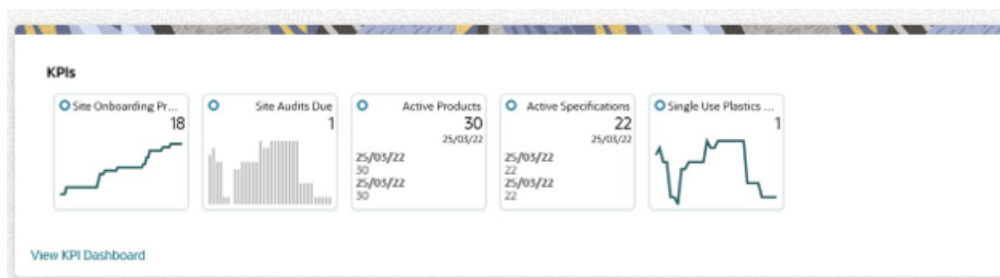 KPIs
Site Onboarding Pr...
18
Site Audits Due
1
Active Products
30
25/03/22
25/03/22
30
25/03/22
30
Active Specifications
22
25/03/22
25/03/22
22
25/03/22
22
Single Use Plastics ...
1
View KPI Dashboard